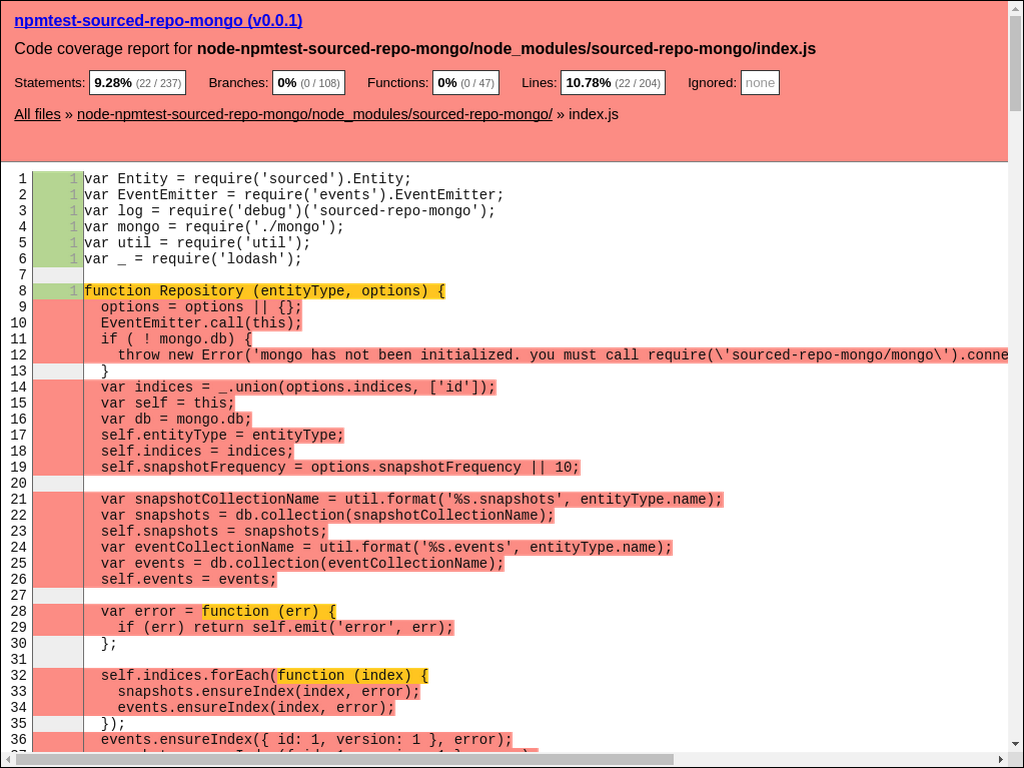 npmtest-sourced-repo-mongo (v0.0.1)
Code coverage report for node-npmtest-sourced-repo-mongo/node_modules/sourced-repo-mongo/index.js
Statements: 9.28% (22 / 237) Branches: 0% (0 / 108) Functions: 0% (0 / 47) Lines: 10.78% (22 / 204) Ignored: none
All files » node-npmtest-sourced-repo-mongo/node_modules/sourced-repo-mongo/ » index.js
1 1 var Entity = require('sourced').Entity;
2 1 var EventEmitter = require('events').EventEmitter;
3 1 var log = require('debug')('sourced-repo-mongo');
4 1 var mongo = require('./mongo');
5 1 var util = require('util');
6 1 var _ = require('lodash');
7
8 1 function Repository (entityType, options) {
9 options = options || {};
10 EventEmitter.call(this);
11 if ( ! mongo.db) {
12 throw new Error('mongo has not been initialized. you must call require(\'sourced-repo-mongo/mongo\').conne
13 }
14 var indices = _.union(options.indices, ['id']);
15 var self = this;
16 var db = mongo.db;
17 self.entityType = entityType;
18 self.indices = indices;
19 self.snapshotFrequency = options.snapshotFrequency || 10;
20
21 var snapshotCollectionName = util.format('%s.snapshots', entityType.name);
22 var snapshots = db.collection(snapshotCollectionName);
23 self.snapshots = snapshots;
24 var eventCollectionName = util.format('%s.events', entityType.name);
25 var events = db.collection(eventCollectionName);
26 self.events = events;
27
28 var error = function (err) {
29 if (err) return self.emit('error', err);
30 };
31
32 self.indices.forEach(function (index) {
33 snapshots.ensureIndex(index, error);
34 events.ensureIndex(index, error);
35 });
36 events.ensureIndex({ id: 1, version: 1 }, error);